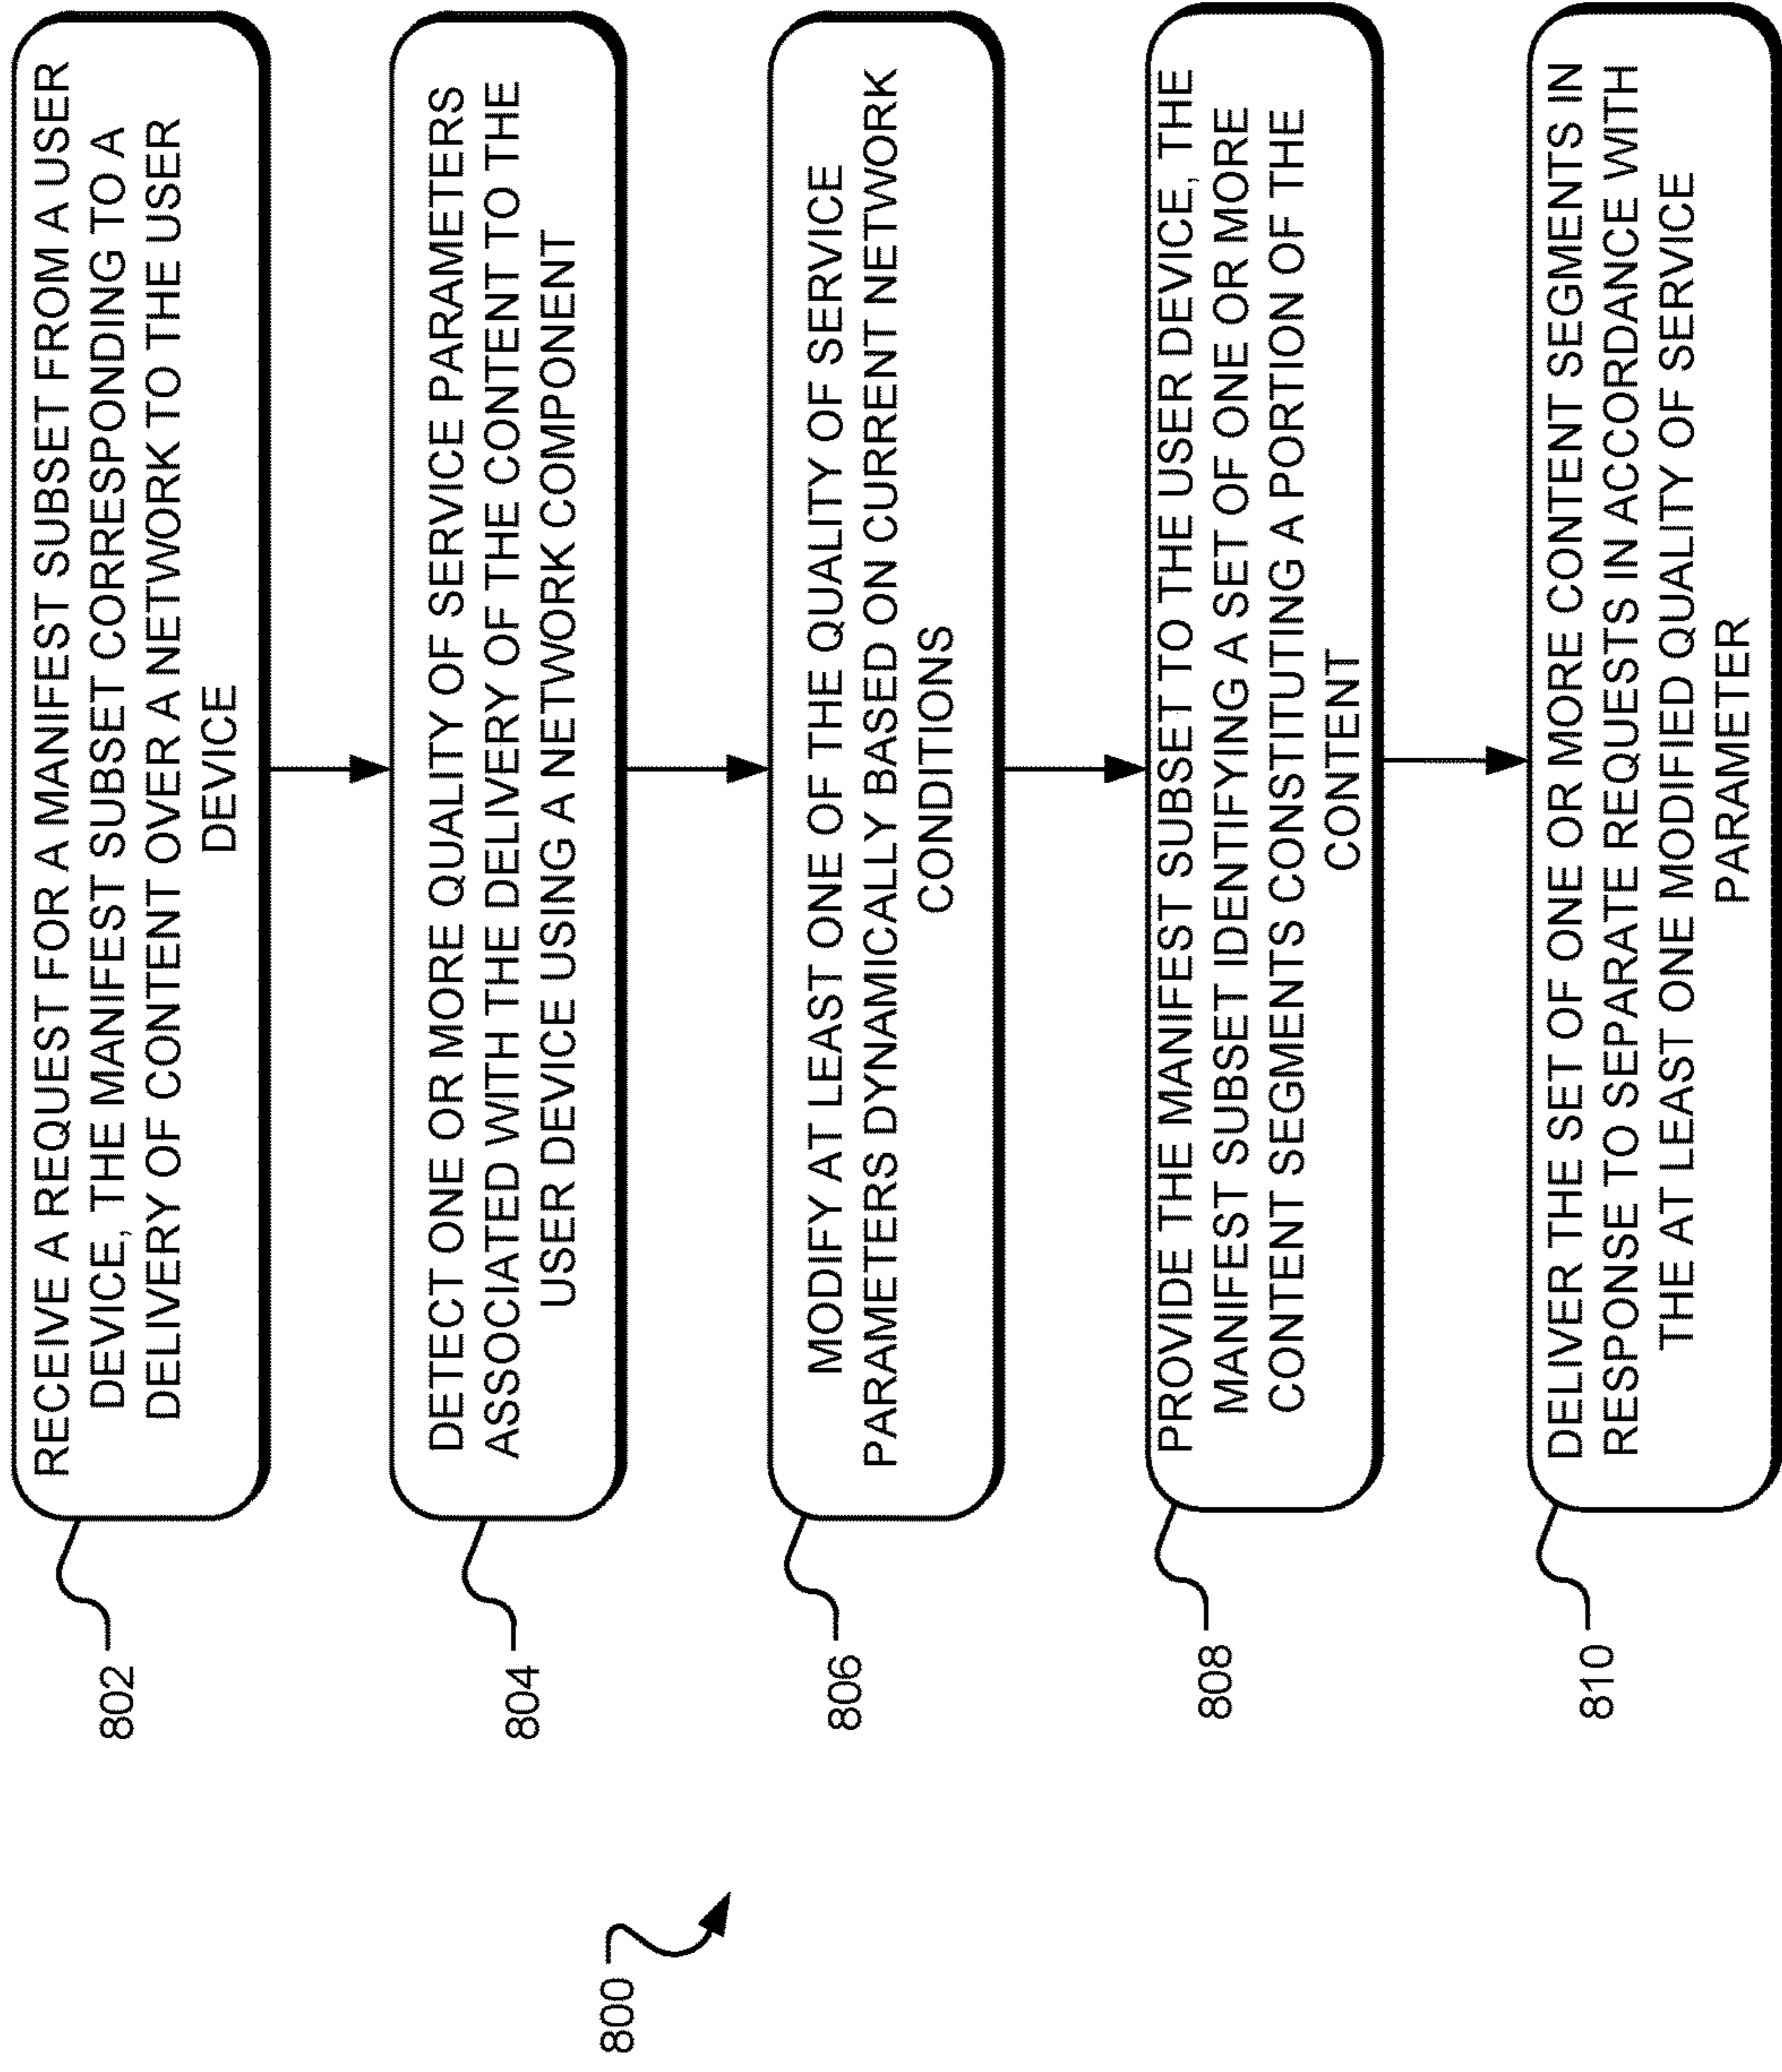 800
802
RECEIVE A REQUEST FOR A MANIFEST SUBSET FROM A USER
DEVICE, THE MANIFEST SUBSET CORRESPONDING TO A
DELIVERY OF CONTENT OVER A NETWORK TO THE USER
DEVICE
804
DETECT ONE OR MORE QUALITY OF SERVICE PARAMETERS
ASSOCIATED WITH THE DELIVERY OF THE CONTENT TO THE
USER DEVICE USING A NETWORK COMPONENT
806
MODIFY AT LEAST ONE OF THE QUALITY OF SERVICE
PARAMETERS DYNAMICALLY BASED ON CURRENT NETWORK
CONDITIONS
808
PROVIDE THE MANIFEST SUBSET TO THE USER DEVICE, THE
MANIFEST SUBSET IDENTIFYING A SET OF ONE OR MORE
CONTENT SEGMENTS CONSTITUTING A PORTION OF THE
CONTENT
810
DELIVER THE SET OF ONE OR MORE CONTENT SEGMENTS IN
RESPONSE TO SEPARATE REQUESTS IN ACCORDANCE WITH
THE AT LEAST ONE MODIFIED QUALITY OF SERVICE
PARAMETER